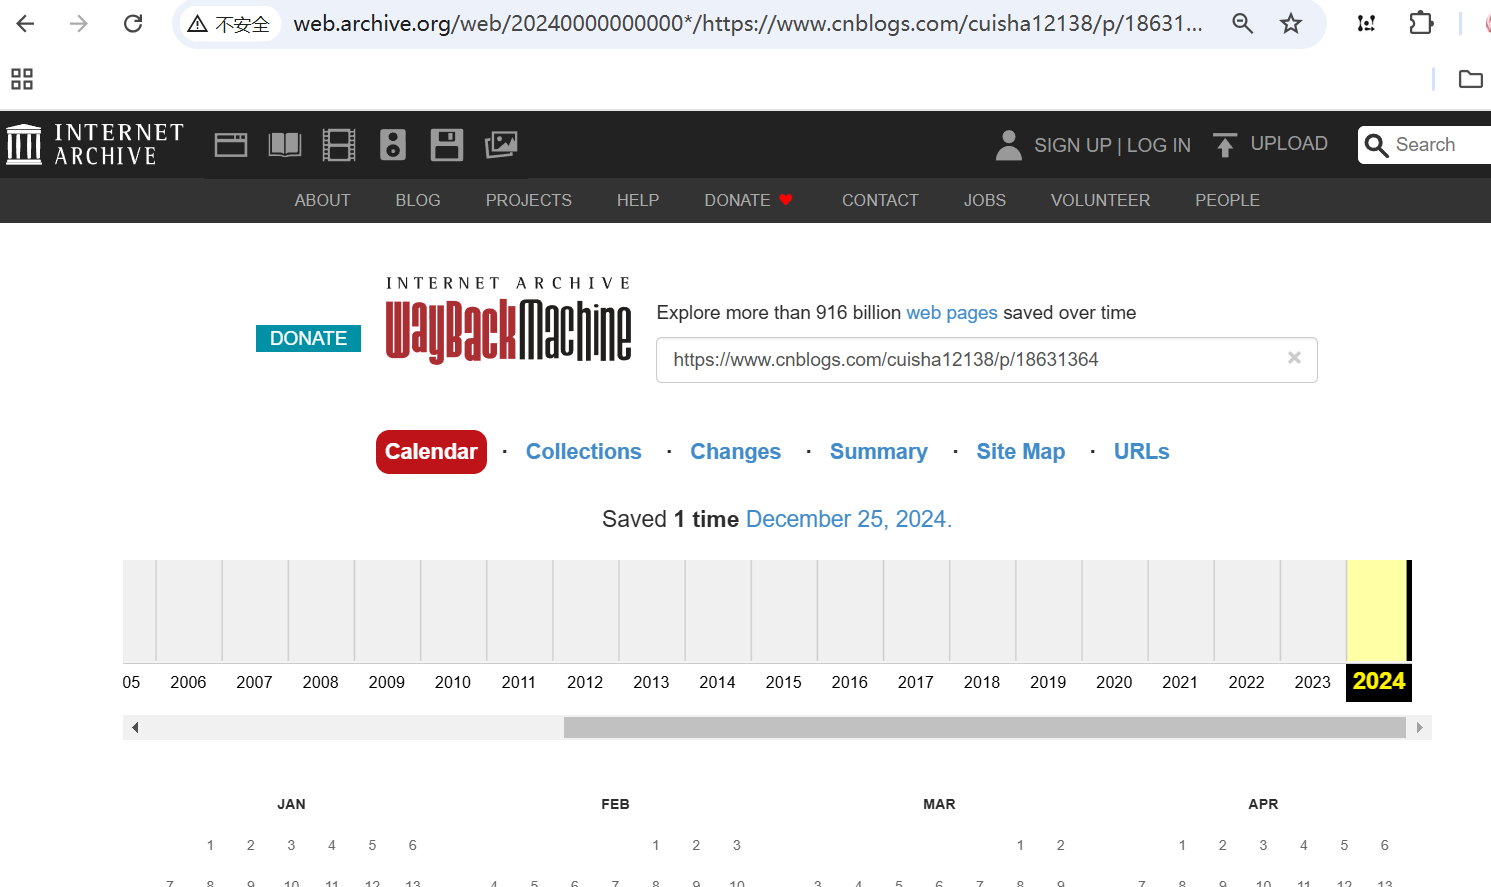 不安全 web.archive.org/web/20240000000000*/https://www.cnblogs.com/cuisha12138/p/18631...
INTERNET ARCHIVE
SIGN UP | LOG IN UPLOAD Search
ABOUT BLOG PROJECTS HELP DONATE CONTACT JOBS VOLUNTEER PEOPLE
INTERNET ARCHIVE
WayBackMachine
DONATE
Explore more than 916 billion web pages saved over time
https://www.cnblogs.com/cuisha12138/p/18631364 ×
Calendar · Collections · Changes · Summary · Site Map · URLs
Saved 1 time December 25, 2024.
05 2006 2007 2008 2009 2010 2011 2012 2013 2014 2015 2016 2017 2018 2019 2020 2021 2022 2023 2024
JAN FEB MAR APR
1 2 3 4 5 6 1 2 3 1 2 1 2 3 4 5 6
7 8 9 10 11 12 13 4 5 6 7 8 9 10 3 4 5 6 7 8 9 7 8 9 10 11 12 13